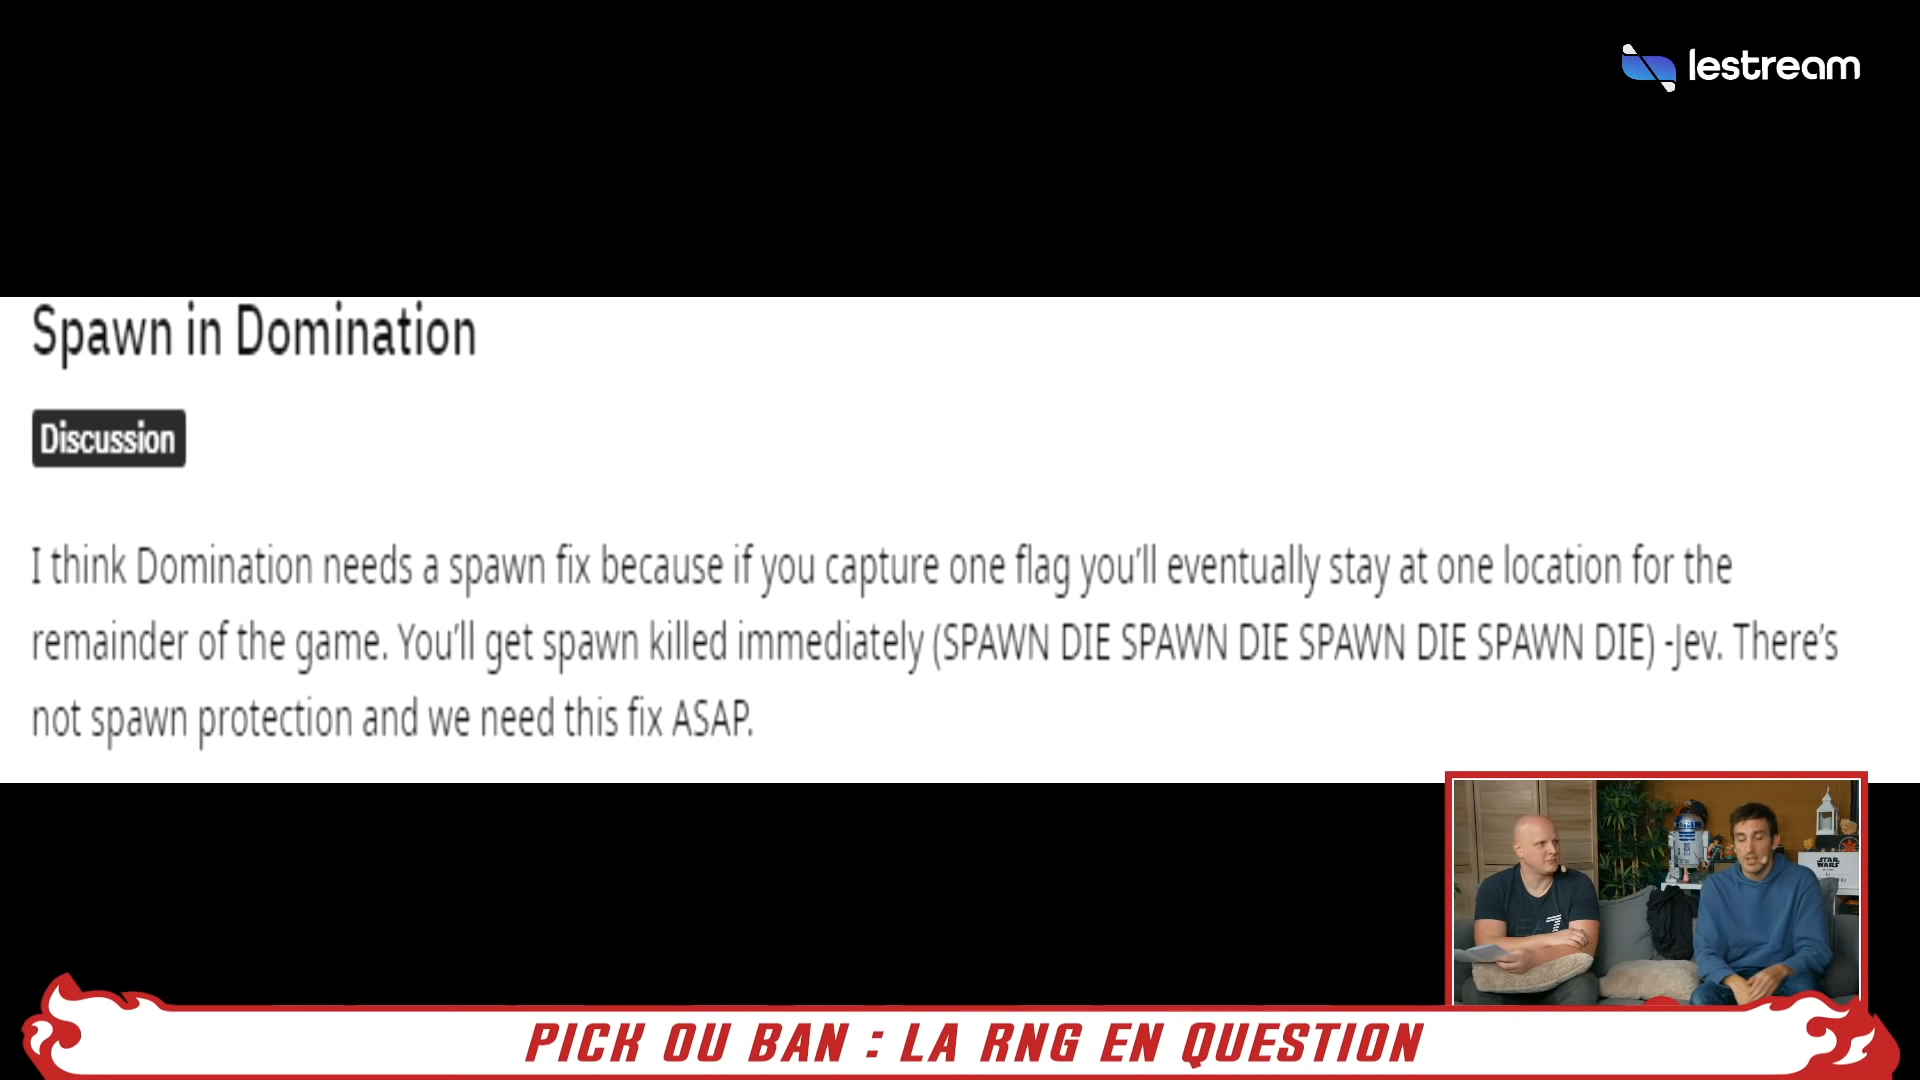 lestream
Spawn in Domination
Discussion
I think Domination needs a spawn fix because if you capture one flag you'll eventually stay at one location for the
remainder of the game. You'll get spawn killed immediately (SPAWN DIE SPAWN DIE SPAWN DIE SPAWN DIE) -Jev. There's
not spawn protection and we need this fix ASAP.
STAR
WARS
PICK OU BAN : LA RNG EN QUESTION